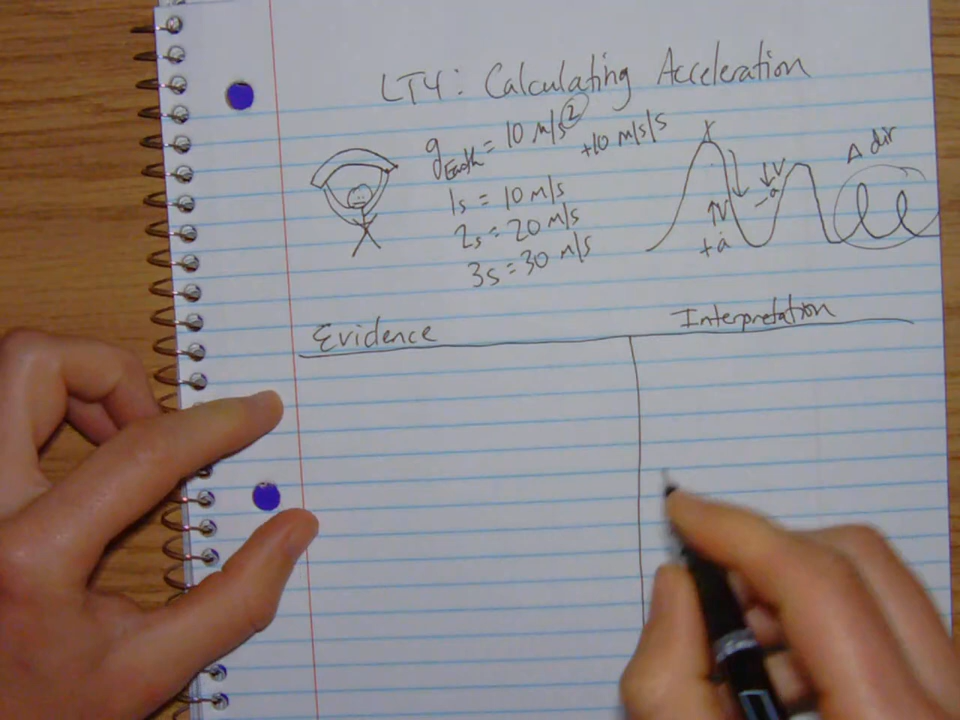 LT4: Calculating Acceleration
gEarth = 10 m/s²
+10 m/s/s
1s = 10 m/s
2s = 20 m/s
3s = 30 m/s
X
↑V
+a
↓V
-a
Δ dir
Evidence
Interpretation